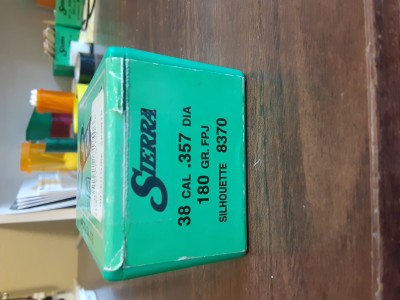 SIERRA
38 CAL .357 DIA
180 GR. FPJ
SILHOUETTE 8370